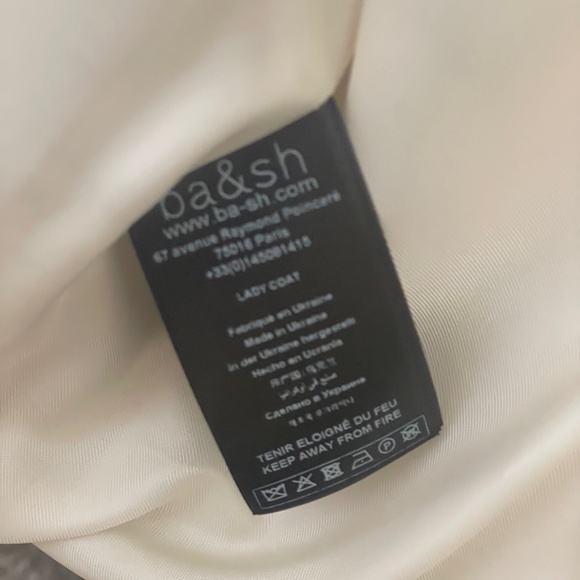 ba&sh
www.ba-sh.com
67 avenue Raymond Poincaré
75016 Paris
+33(0)145091415
LADY COAT
Fabriqué en Ukraine
Made in Ukraine
In der Ukraine hergestellt
Hecho en Ucrania
Сделано в Украине
TENIR ELOIGNÉ DU FEU
KEEP AWAY FROM FIRE